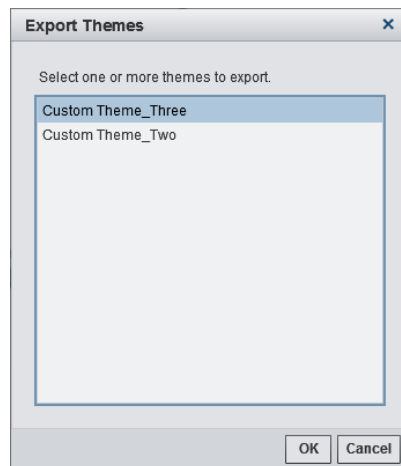 Export Themes
Select one or more themes to export.
Custom Theme_Three
Custom Theme_Two
OK Cancel